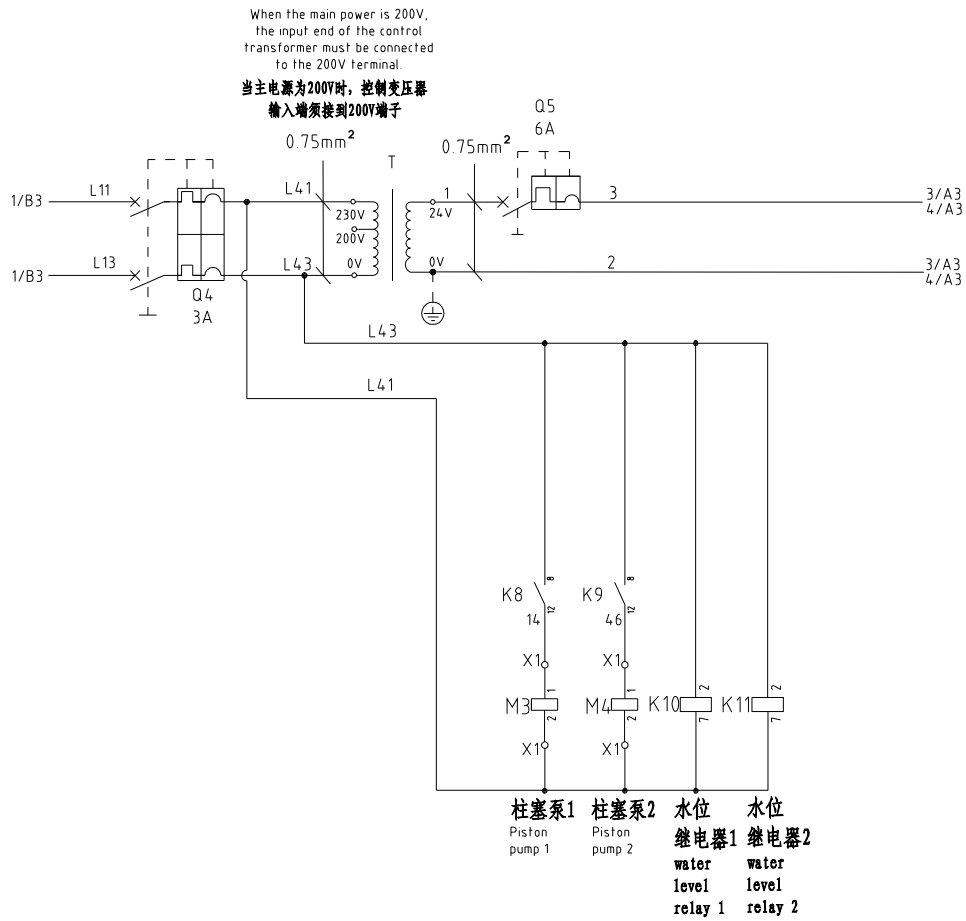 When the main power is 200V,
the input end of the control
transformer must be connected
to the 200V terminal.
当主电源为200V时，控制变压器
输入端须接到200V端子
Q5
6A
0.75mm²
T
0.75mm²
1/B3
L11
L41
230V
200V
1
24V
3
3/A3
4/A3
1/B3
L13
L43
0V
0V
2
3/A3
4/A3
Q4
3A
L43
L41
K8
8
12
14
K9
8
12
46
X1
X1
M3
1
2
M4
1
2
K10
2
7
K11
2
7
X1
X1
柱塞泵1
Piston
pump 1
柱塞泵2
Piston
pump 2
水位
继电器1
water
level
relay 1
水位
继电器2
water
level
relay 2